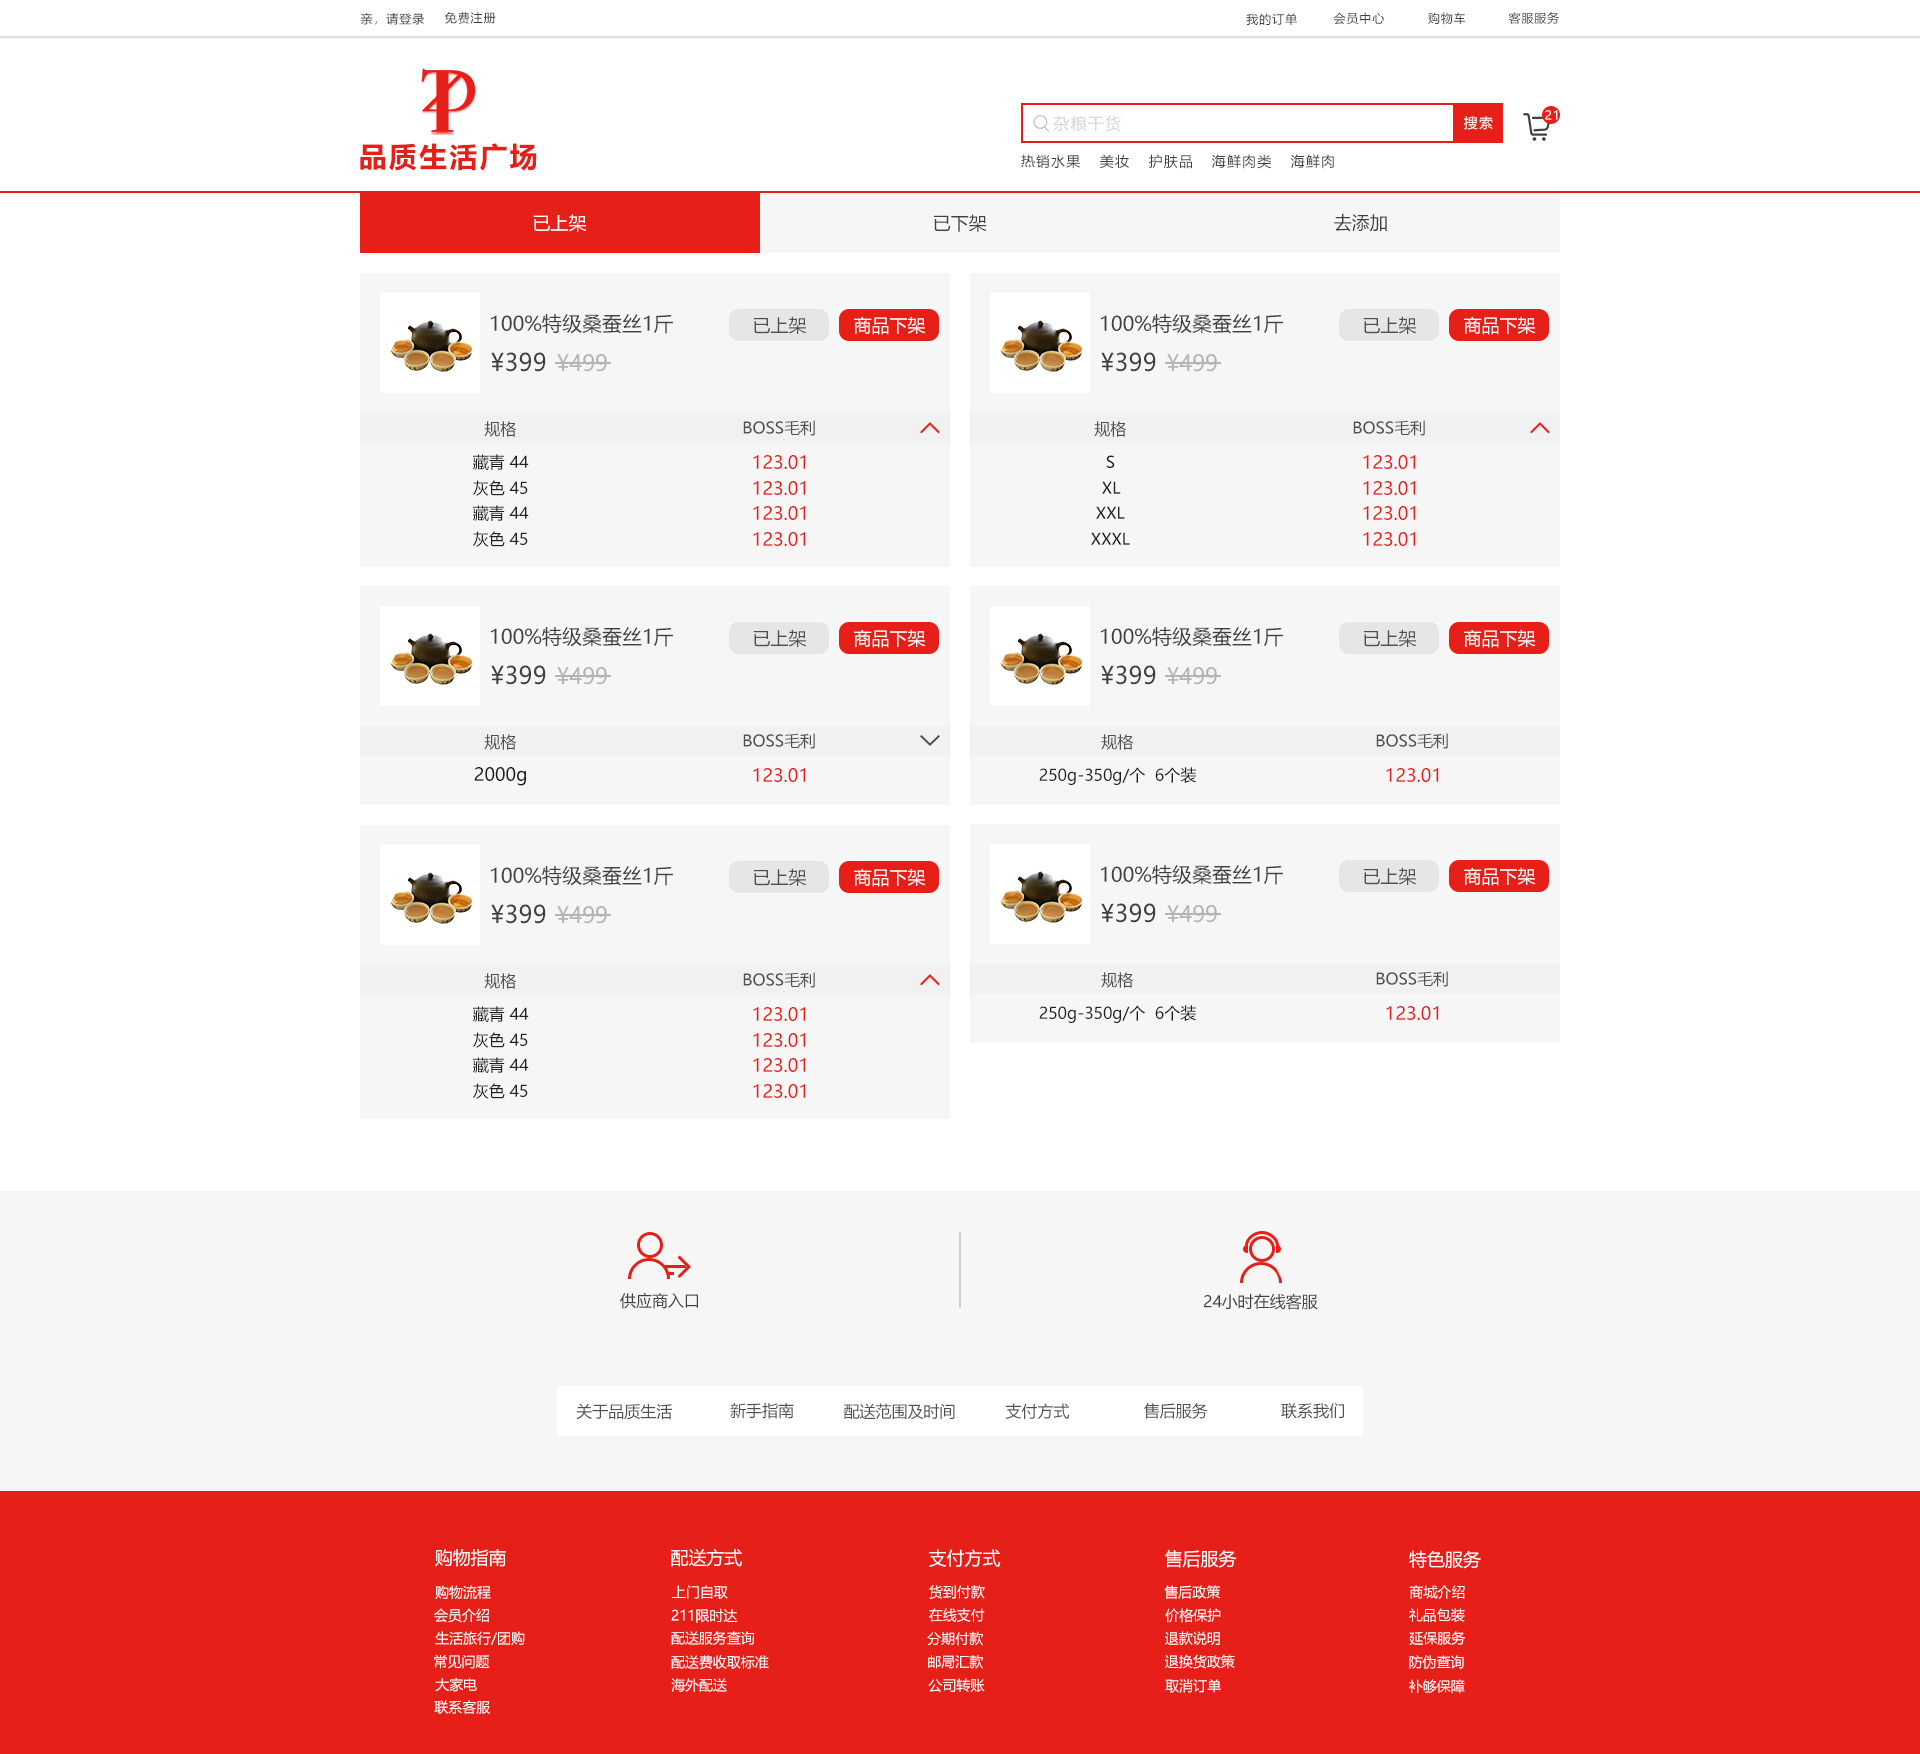 亲，请登录 免费注册 我的订单 会员中心 购物车 客服服务
品质生活广场
杂粮干货 搜索 21
热销水果 美妆 护肤品 海鲜肉类 海鲜肉
已上架 已下架 去添加
100%特级桑蚕丝1斤 已上架 商品下架
¥399 ¥499
规格 BOSS毛利
藏青 44 123.01
灰色 45 123.01
藏青 44 123.01
灰色 45 123.01
100%特级桑蚕丝1斤 已上架 商品下架
¥399 ¥499
规格 BOSS毛利
S 123.01
XL 123.01
XXL 123.01
XXXL 123.01
100%特级桑蚕丝1斤 已上架 商品下架
¥399 ¥499
规格 BOSS毛利
2000g 123.01
100%特级桑蚕丝1斤 已上架 商品下架
¥399 ¥499
规格 BOSS毛利
250g-350g/个 6个装 123.01
100%特级桑蚕丝1斤 已上架 商品下架
¥399 ¥499
规格 BOSS毛利
藏青 44 123.01
灰色 45 123.01
藏青 44 123.01
灰色 45 123.01
100%特级桑蚕丝1斤 已上架 商品下架
¥399 ¥499
规格 BOSS毛利
250g-350g/个 6个装 123.01
供应商入口 24小时在线客服
关于品质生活 新手指南 配送范围及时间 支付方式 售后服务 联系我们
购物指南
购物流程
会员介绍
生活旅行/团购
常见问题
大家电
联系客服
配送方式
上门自取
211限时达
配送服务查询
配送费收取标准
海外配送
支付方式
货到付款
在线支付
分期付款
邮局汇款
公司转账
售后服务
售后政策
价格保护
退款说明
退换货政策
取消订单
特色服务
商城介绍
礼品包装
延保服务
防伪查询
补够保障